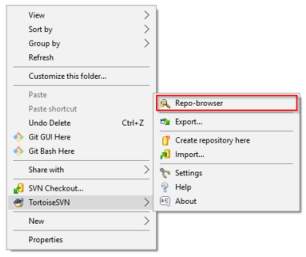 View
Sort by
Group by
Refresh
Customize this folder...
Paste
Paste shortcut
Undo Delete Ctrl+Z
Git GUI Here
Git Bash Here
Share with
SVN Checkout...
TortoiseSVN
New
Properties
Repo-browser
Export...
Create repository here
Import...
Settings
Help
About